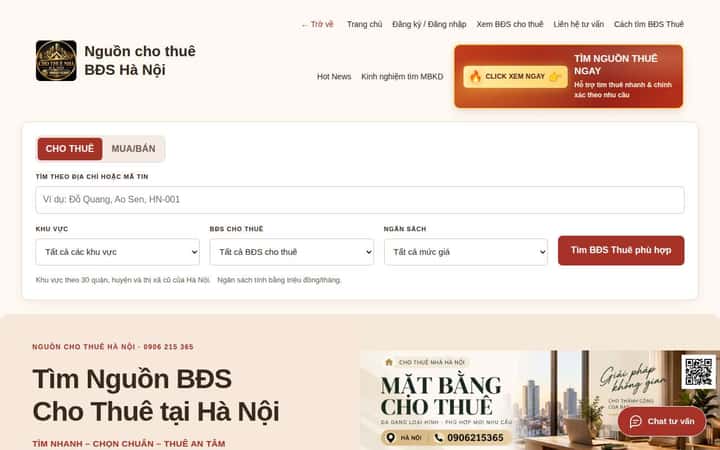 ← Trở về
Trang chủ
Đăng ký / Đăng nhập
Xem BĐS cho thuê
Liên hệ tư vấn
Cách tìm BĐS Thuê
Nguồn cho thuê
BĐS Hà Nội
Hot News
Kinh nghiệm tìm MBKD
CLICK XEM NGAY
TÌM NGUỒN THUÊ
NGAY
Hỗ trợ tìm thuê nhanh & chính
xác theo nhu cầu
CHO THUÊ
MUA/BÁN
TÌM THEO ĐỊA CHỈ HOẶC MÃ TIN
Ví dụ: Đỗ Quang, Ao Sen, HN-001
KHU VỰC
BĐS CHO THUÊ
NGÂN SÁCH
Tất cả các khu vực
Tất cả BĐS cho thuê
Tất cả mức giá
Tìm BĐS Thuê phù hợp
Khu vực theo 30 quận, huyện và thị xã cũ của Hà Nội.
Ngân sách tính bằng triệu đồng/tháng.
NGUỒN CHO THUÊ HÀ NỘI · 0906 215 365
Tìm Nguồn BĐS
Cho Thuê tại Hà Nội
TÌM NHANH – CHỌN CHUẨN – THUÊ AN TÂM
CHO THUÊ NHÀ HÀ NỘI
MẶT BẰNG
CHO THUÊ
ĐA DẠNG LOẠI HÌNH · PHÙ HỢP MỌI NHU CẦU
HÀ NỘI
0906215365
Giải pháp
không gian
CHO THÀNH CÔNG
CỦA BẠN
Chat tư vấn